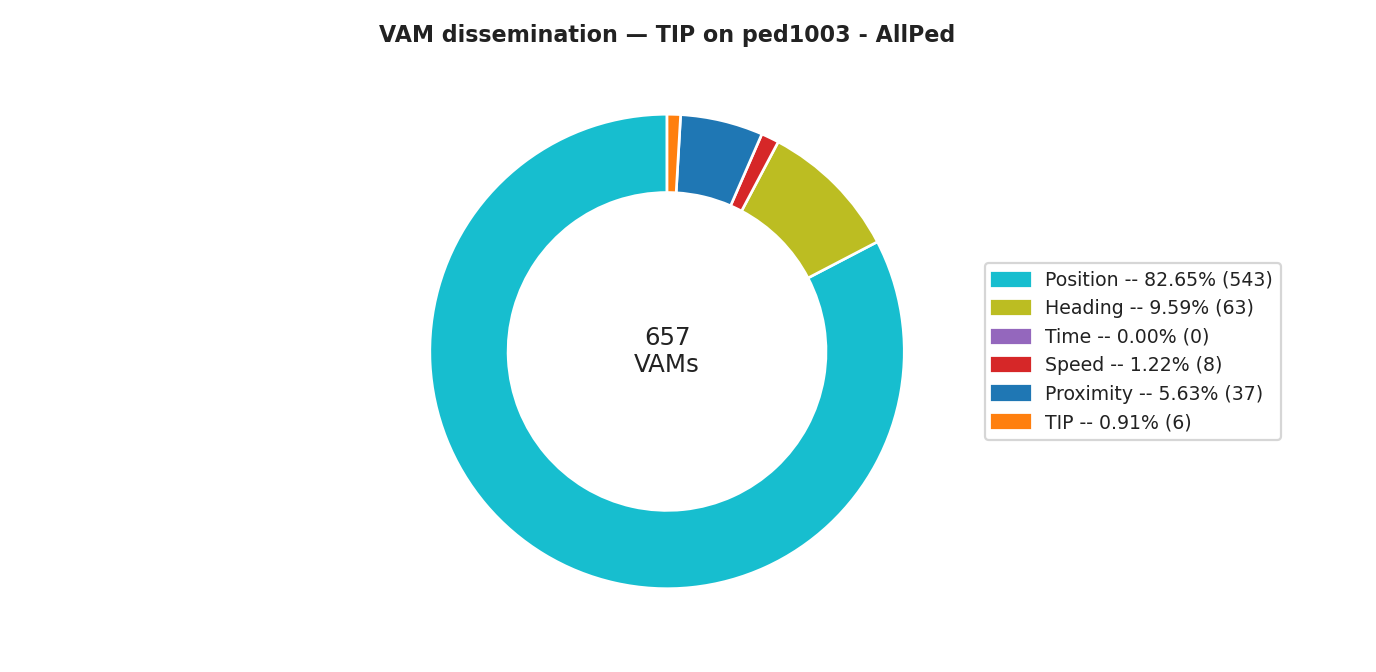 VAM dissemination — TIP on ped1003 - AllPed
657
VAMs
Position -- 82.65% (543)
Heading -- 9.59% (63)
Time -- 0.00% (0)
Speed -- 1.22% (8)
Proximity -- 5.63% (37)
TIP -- 0.91% (6)